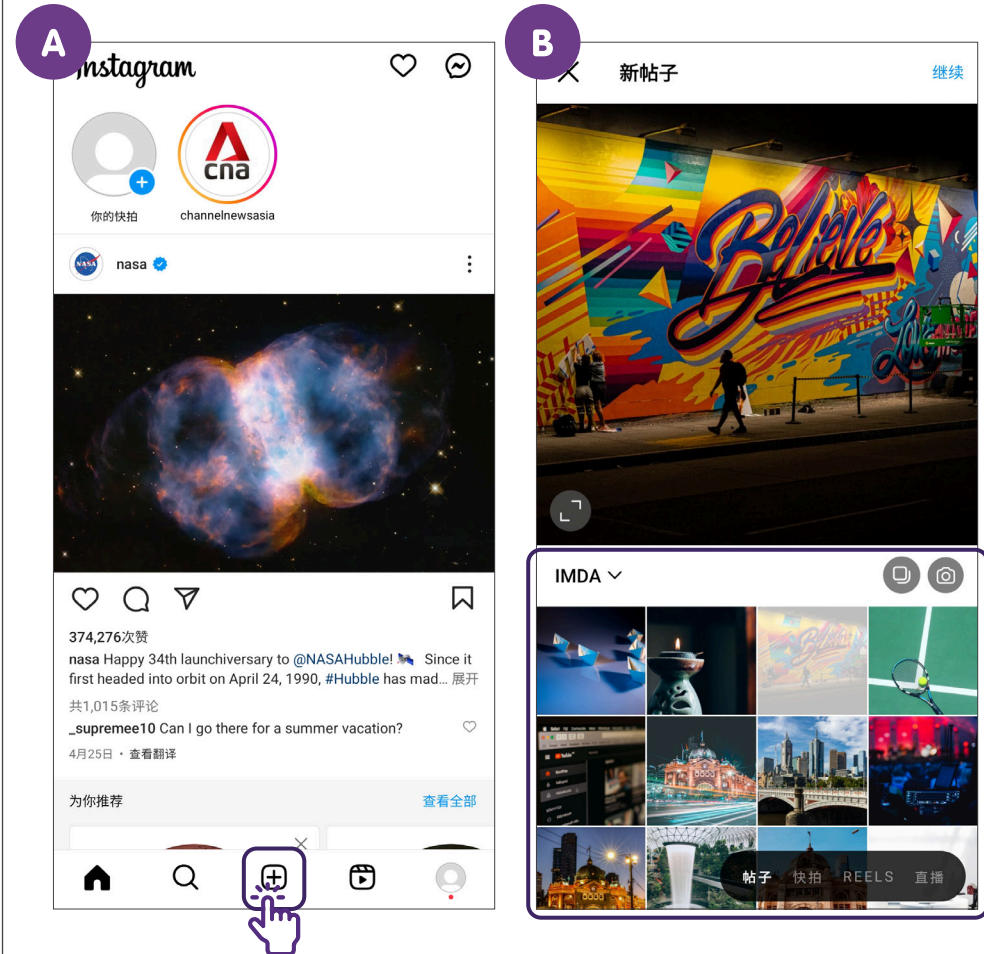 A
Instagram
cna
你的快拍
channelnewsasia
NASA
nasa
374,276次赞
nasa Happy 34th launchiversary to @NASAHubble! Since it
first headed into orbit on April 24, 1990, #Hubble has mad... 展开
共1,015条评论
_supremee10 Can I go there for a summer vacation?
4月25日 • 查看翻译
为你推荐
查看全部
B
新帖子
继续
Believe
Love
IMDA
帖子 快拍 REELS 直播